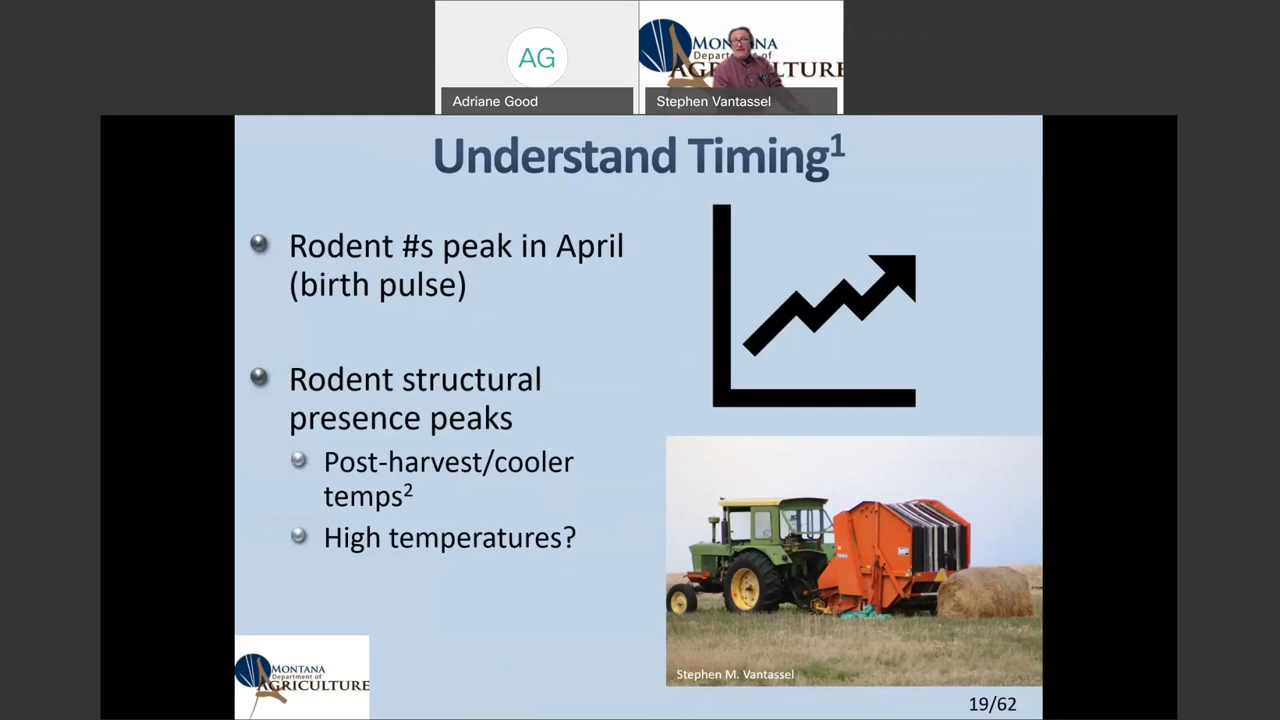 AG
Adriane Good
MONTANA
Department of
AGRICULTURE
Stephen Vantassel
Understand Timing¹
Rodent #s peak in April
(birth pulse)
Rodent structural
presence peaks
Post-harvest/cooler
temps²
High temperatures?
Stephen M. Vantassel
MONTANA
Department of
AGRICULTURE
19/62